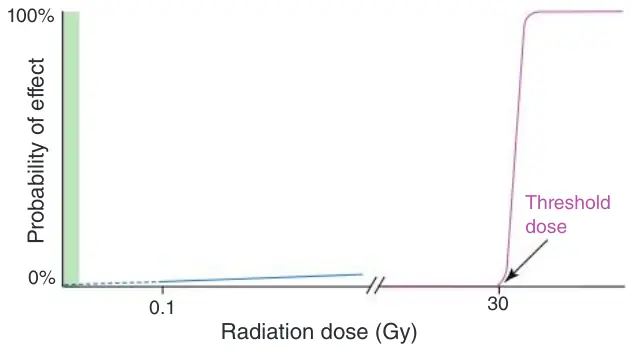 100%
Probability of effect
Threshold
dose
0%
0.1
30
Radiation dose (Gy)